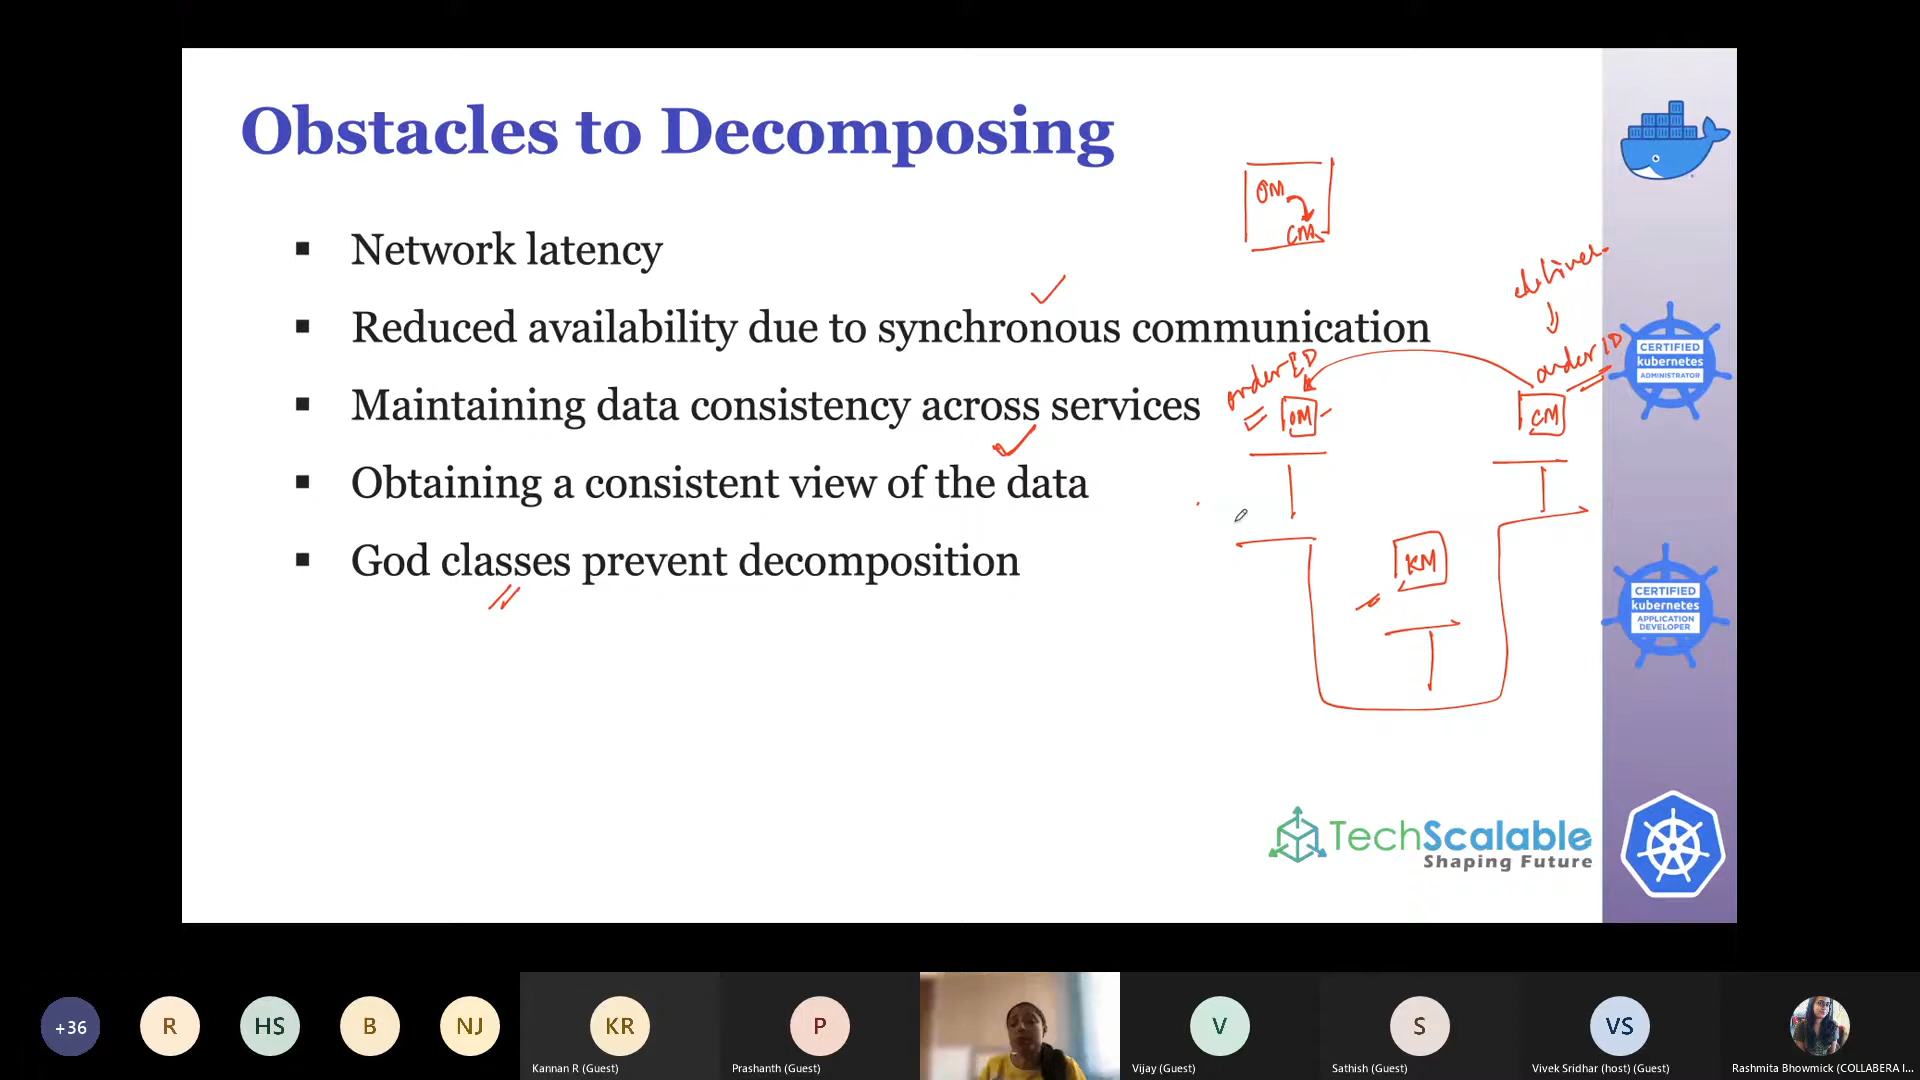 Obstacles to Decomposing
Network latency
Reduced availability due to synchronous communication
Maintaining data consistency across services
Obtaining a consistent view of the data
God classes prevent decomposition
OM
CM
deliver
order ID
order ID
OM
CM
KM
CERTIFIED
kubernetes
ADMINISTRATOR
CERTIFIED
kubernetes
APPLICATION
DEVELOPER
TechScalable
Shaping Future
+36
R
HS
B
NJ
KR
P
V
S
VS
Kannan R (Guest)
Prashanth (Guest)
Vijay (Guest)
Sathish (Guest)
Vivek Sridhar (host) (Guest)
Rashmita Bhowmick (COLLABERA I...